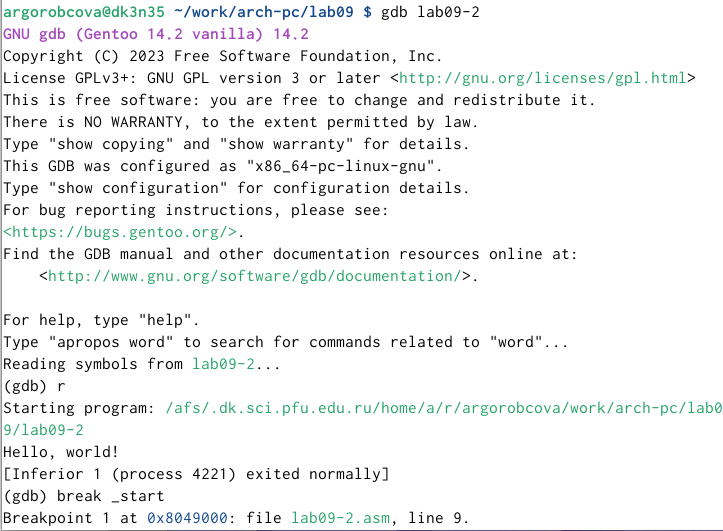 argorobcova@dk3n35 ~/work/arch-pc/lab09 $ gdb lab09-2
GNU gdb (Gentoo 14.2 vanilla) 14.2
Copyright (C) 2023 Free Software Foundation, Inc.
License GPLv3+: GNU GPL version 3 or later <http://gnu.org/licenses/gpl.html>
This is free software: you are free to change and redistribute it.
There is NO WARRANTY, to the extent permitted by law.
Type "show copying" and "show warranty" for details.
This GDB was configured as "x86_64-pc-linux-gnu".
Type "show configuration" for configuration details.
For bug reporting instructions, please see:
<https://bugs.gentoo.org/>.
Find the GDB manual and other documentation resources online at:
    <http://www.gnu.org/software/gdb/documentation/>.

For help, type "help".
Type "apropos word" to search for commands related to "word"...
Reading symbols from lab09-2...
(gdb) r
Starting program: /afs/.dk.sci.pfu.edu.ru/home/a/r/argorobcova/work/arch-pc/lab0
9/lab09-2
Hello, world!
[Inferior 1 (process 4221) exited normally]
(gdb) break _start
Breakpoint 1 at 0x8049000: file lab09-2.asm, line 9.